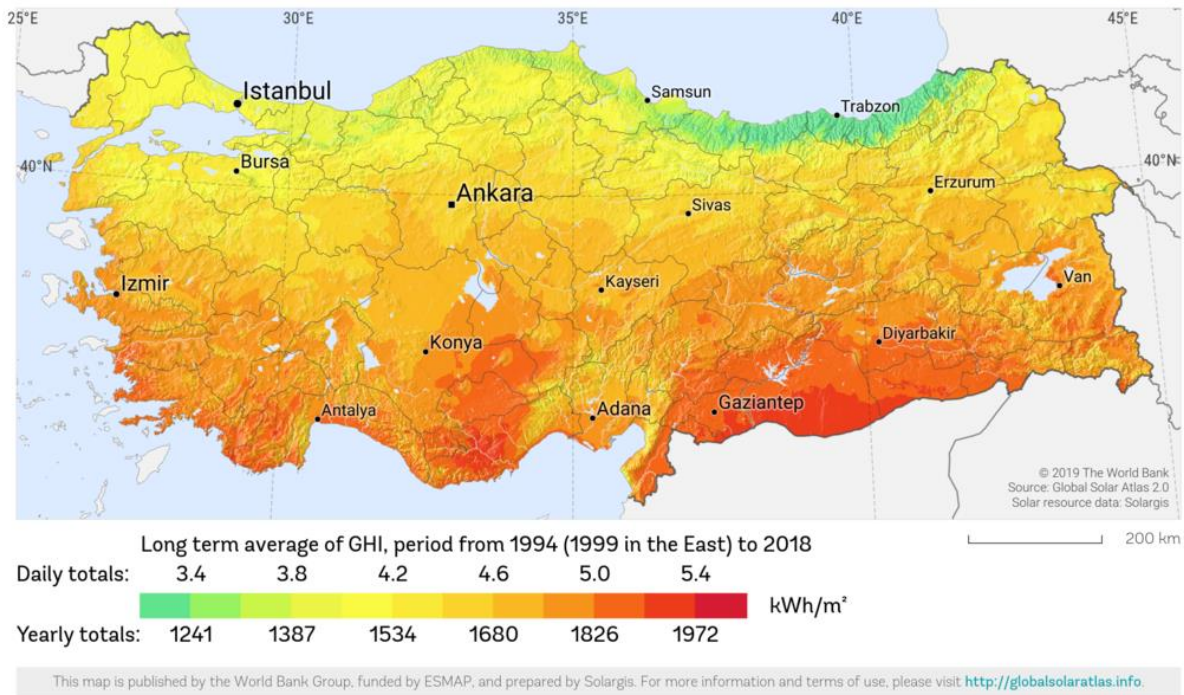 25°E 30°E 35°E 40°E 45°E
Istanbul
Samsun
Trabzon
40°N
Bursa
40°N
Erzurum
Ankara
Sivas
Izmir
Kayseri
Van
Konya
Diyarbakir
Antalya
Adana
Gaziantep
© 2019 The World Bank
Source: Global Solar Atlas 2.0
Solar resource data: Solargis
200 km
Long term average of GHI, period from 1994 (1999 in the East) to 2018
Daily totals: 3.4 3.8 4.2 4.6 5.0 5.4
kWh/m²
Yearly totals: 1241 1387 1534 1680 1826 1972
This map is published by the World Bank Group, funded by ESMAP, and prepared by Solargis. For more information and terms of use, please visit http://globalsolaratlas.info.